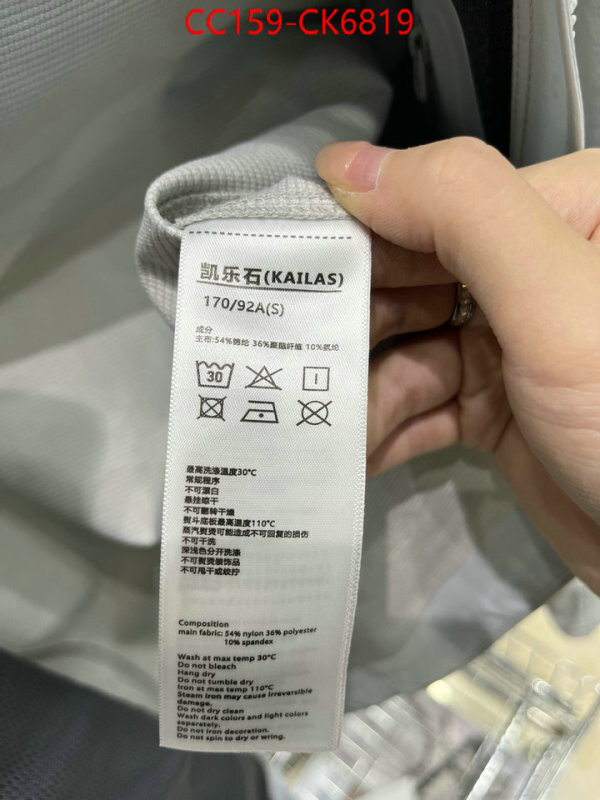 CC159-CK6819
凯乐石(KAILAS)
170/92A(S)
成分
主布:54%锦纶 36%聚酯纤维 10%氨纶
30
最高洗涤温度30°C
常规程序
不可漂白
悬挂晾干
不可翻转干燥
熨斗底板最高温度110°C
蒸汽熨烫可能造成不可回复的损伤
不可干洗
深浅色分开洗涤
不可熨烫装饰品
不可甩干或绞拧
Composition
main fabric: 54% nylon 36% polyester
10% spandex
Wash at max temp 30°C
Do not bleach
Hang dry
Do not tumble dry
Iron at max temp 110°C
Steam iron may cause irreversible
damage.
Do not dry clean
Wash dark colors and light colors
separately.
Do not iron decoration.
Do not spin to dry or wring.